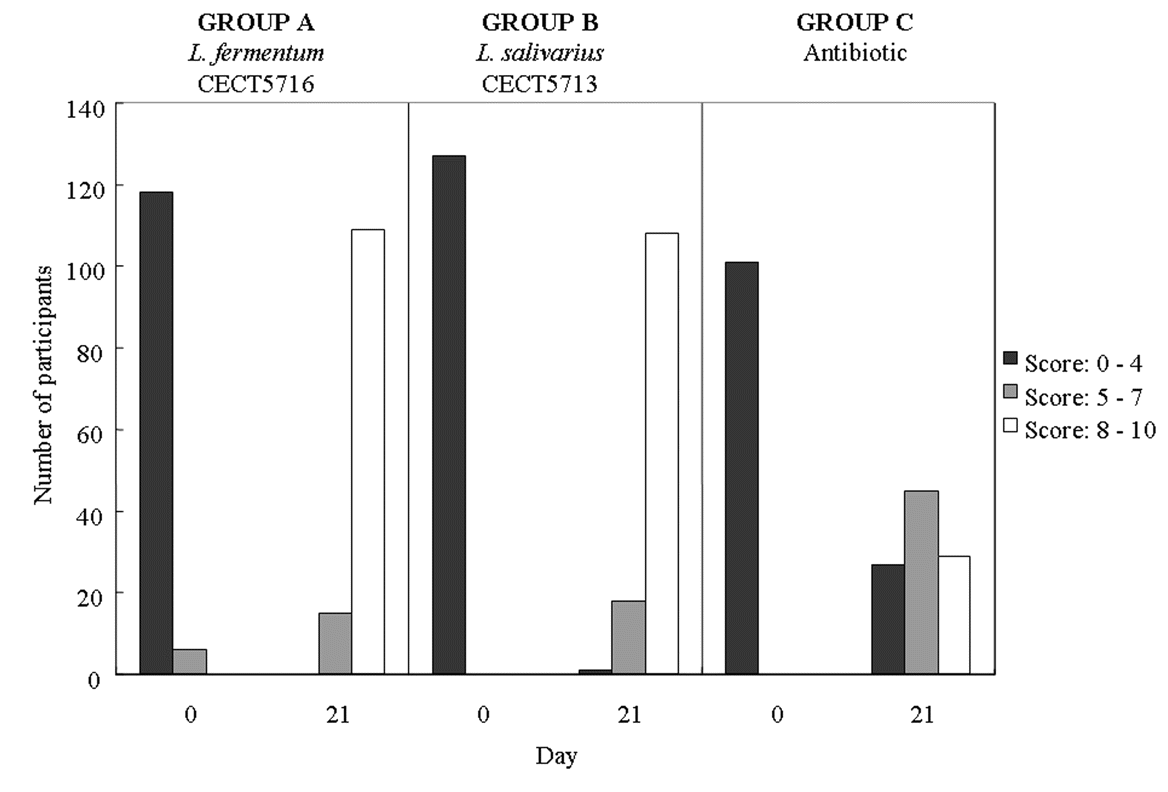 GROUP A
L. fermentum
CECT5716
GROUP B
L. salivarius
CECT5713
GROUP C
Antibiotic
140
120
100
80
60
40
20
0
Number of participants
0
21
0
21
0
21
Day
Score: 0 - 4
Score: 5 - 7
Score: 8 - 10